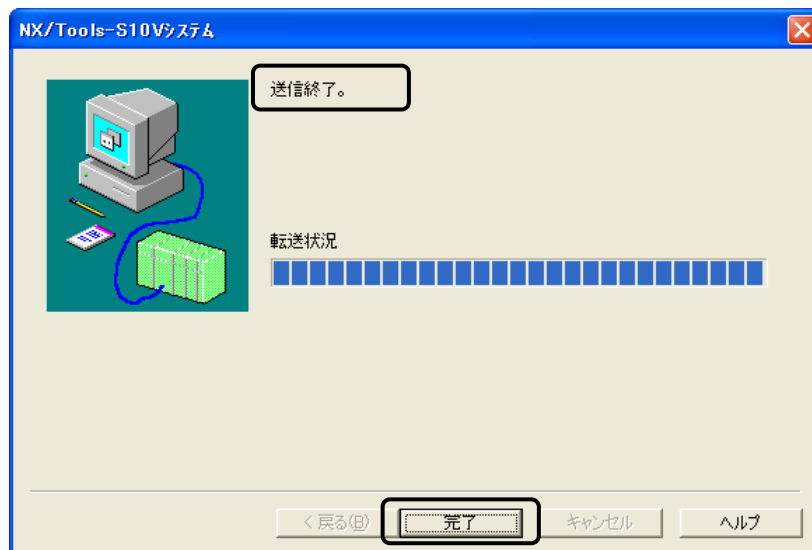 NX/Tools-S10Vシステム
送信終了。
転送状況
< 戻る(B)
完了
キャンセル
ヘルプ